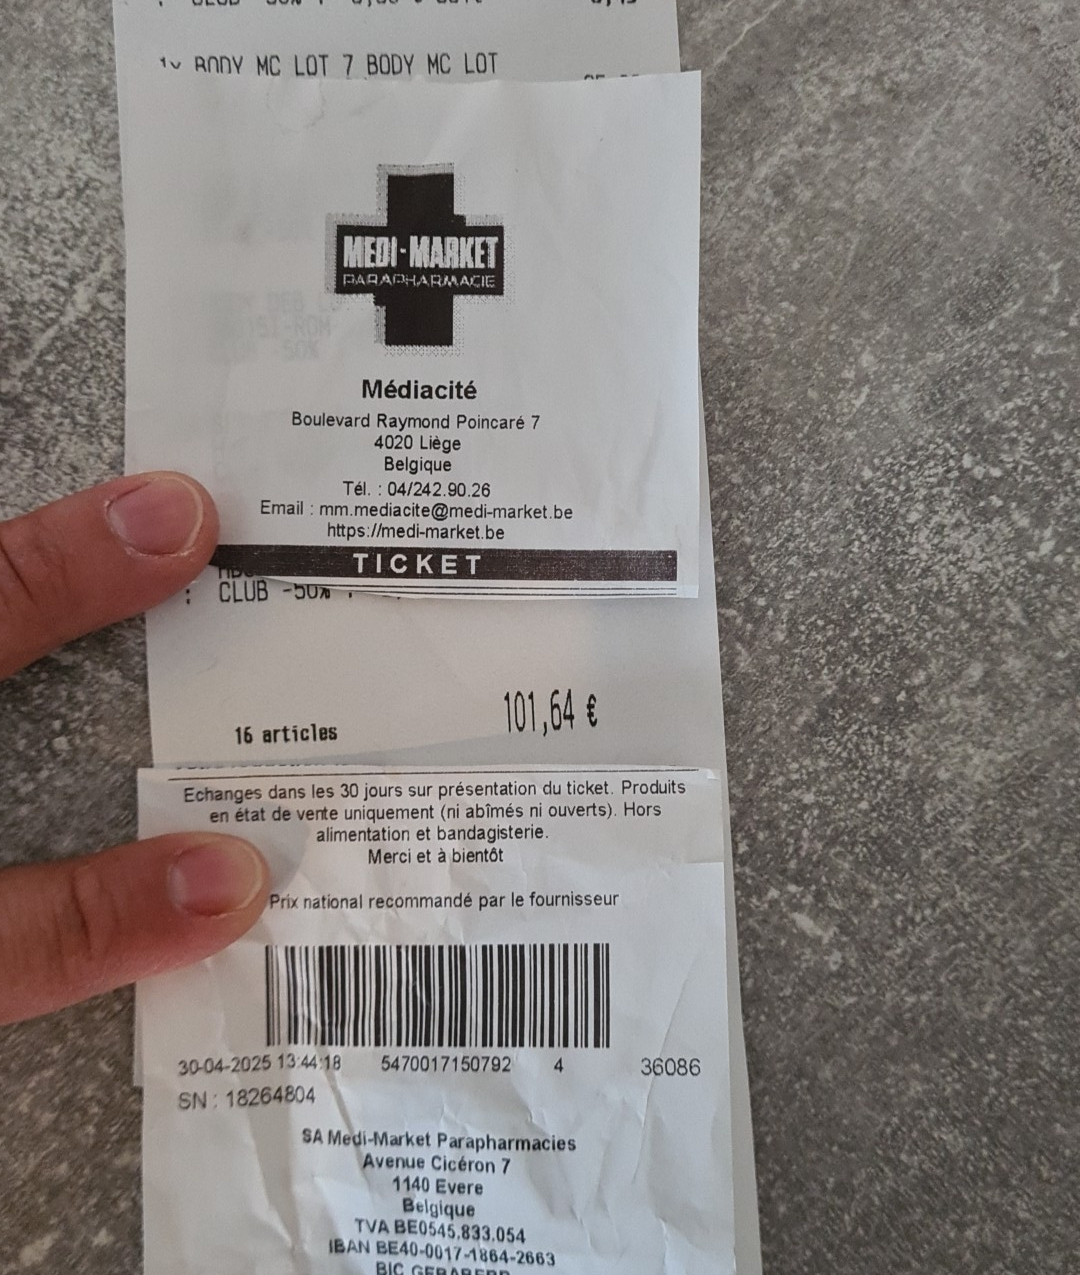 BODY MC LOT 7 BODY MC LOT
MEDI-MARKET
PARAPHARMACIE
Médiacité
Boulevard Raymond Poincaré 7
4020 Liège
Belgique
Tél. : 04/242.90.26
Email : mm.mediacite@medi-market.be
https://medi-market.be
TICKET
: CLUB -50%
16 articles
101,64 €
Echanges dans les 30 jours sur présentation du ticket. Produits
en état de vente uniquement (ni abîmés ni ouverts). Hors
alimentation et bandagisterie.
Merci et à bientôt
Prix national recommandé par le fournisseur
30-04-2025 13:44:18 5470017150792 4 36086
SN : 18264804
SA Medi-Market Parapharmacies
Avenue Cicéron 7
1140 Evere
Belgique
TVA BE0545.833.054
IBAN BE40-0017-1864-2663
BIC